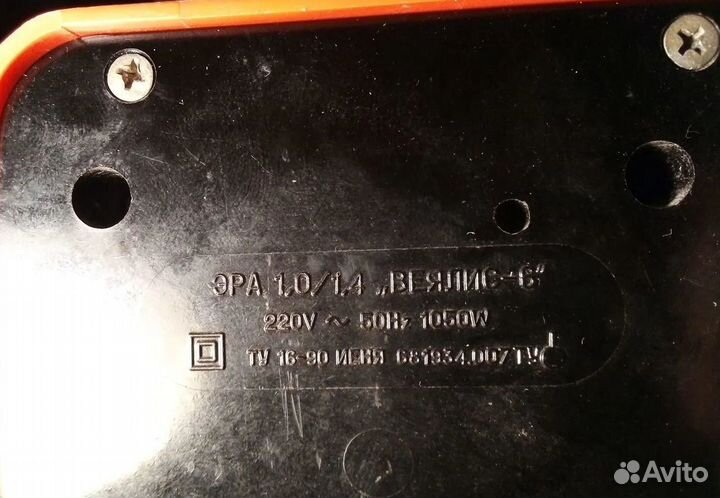 ЭРА 1.0/1.4 „ВЕЯЛИС-6"
220V ~ 50Hz 1050W
ТУ 16-90 ИЕНЯ 681934.007ТУ
Avito